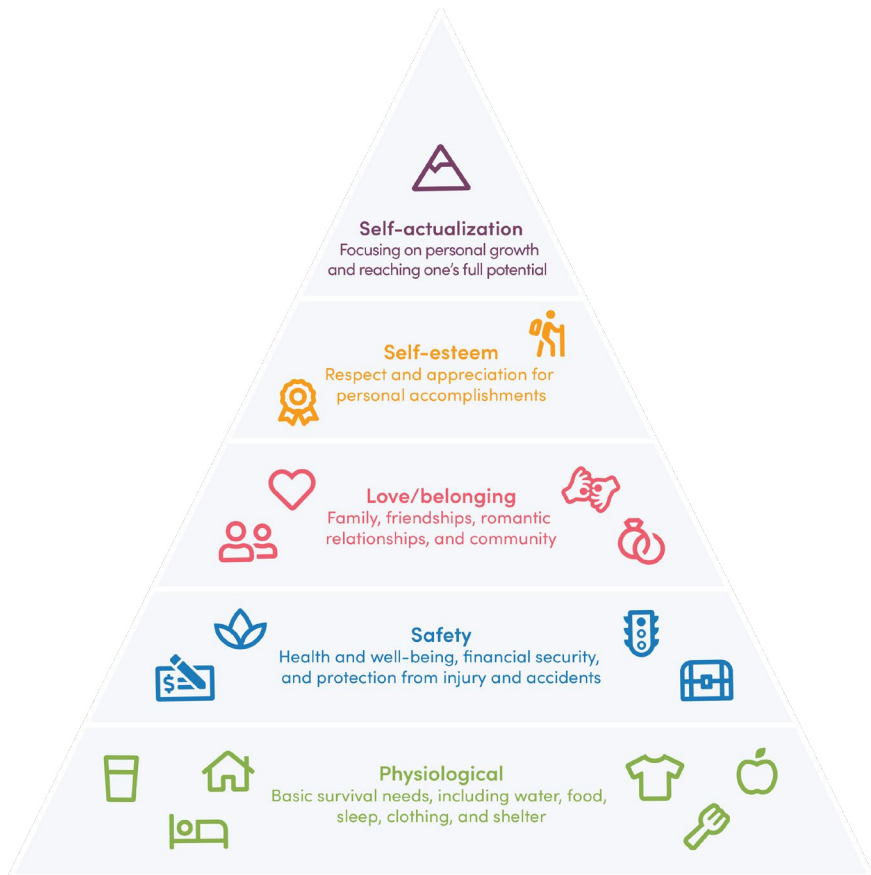 Self-actualization
Focusing on personal growth
and reaching one's full potential
Self-esteem
Respect and appreciation for
personal accomplishments
Love/belonging
Family, friendships, romantic
relationships, and community
Safety
Health and well-being, financial security,
and protection from injury and accidents
$
Physiological
Basic survival needs, including water, food,
sleep, clothing, and shelter